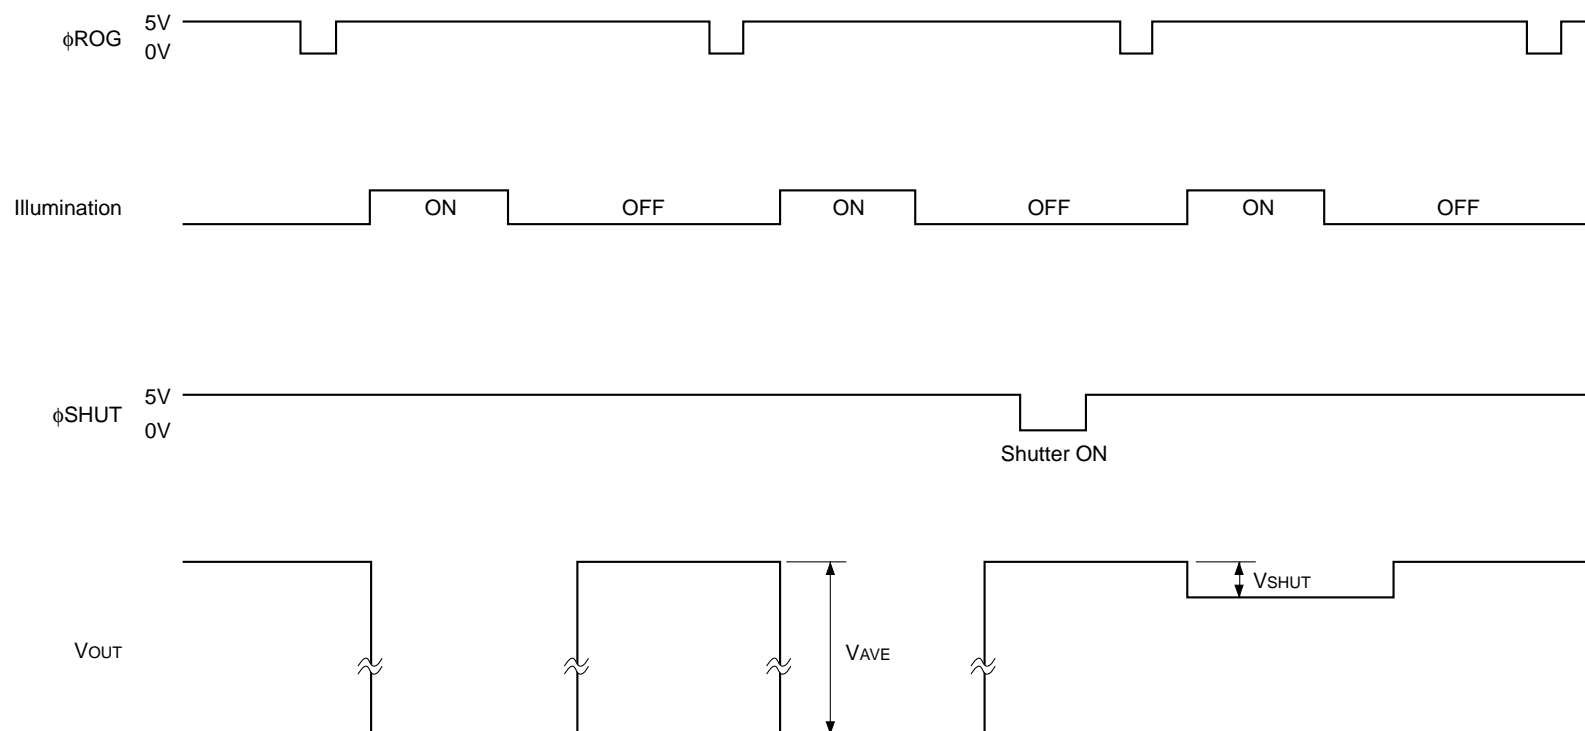 5V
ϕROG
0V
Illumination
ON
OFF
ON
OFF
ON
OFF
5V
ϕSHUT
0V
Shutter ON
VSHUT
VOUT
VAVE